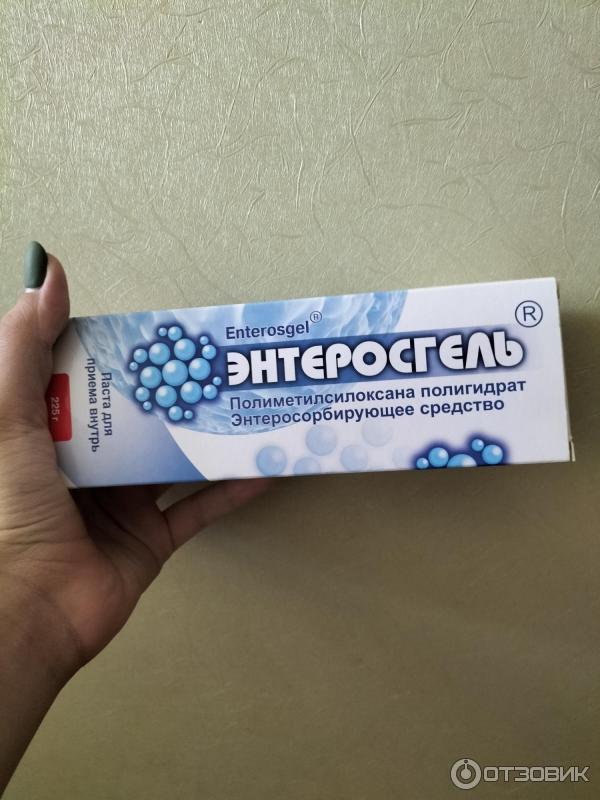 Enterosgel®
ЭНТЕРОСГЕЛЬ
®
Полиметилсилоксана полигидрат
Энтеросорбирующее средство
Паста для
приема внутрь
225 г
ОТЗОВИК